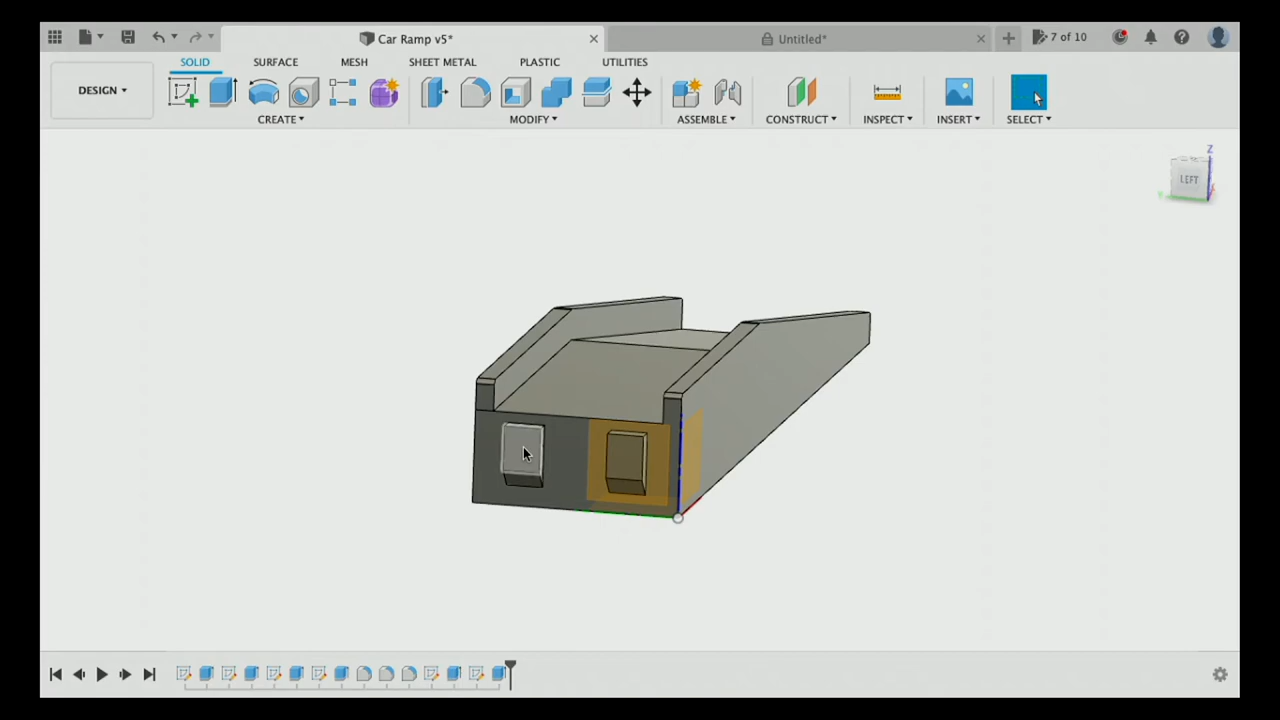 Car Ramp v5*
Untitled*
7 of 10
SOLID
SURFACE
MESH
SHEET METAL
PLASTIC
UTILITIES
DESIGN
CREATE
MODIFY
ASSEMBLE
CONSTRUCT
INSPECT
INSERT
SELECT
Z
LEFT